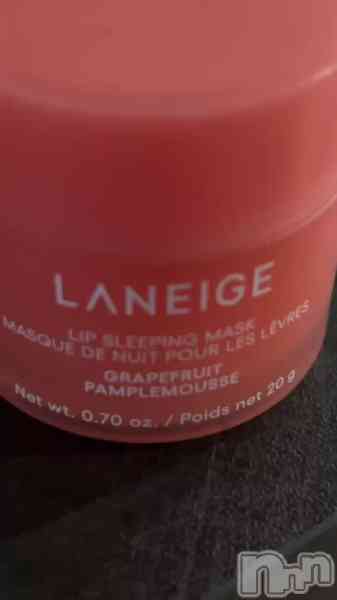 LANEIGE
LIP SLEEPING MASK
MASQUE DE NUIT POUR LES LÈVRES
GRAPEFRUIT
PAMPLEMOUSSE
Net wt. 0.70 oz. / Poids net 20 g
nnn